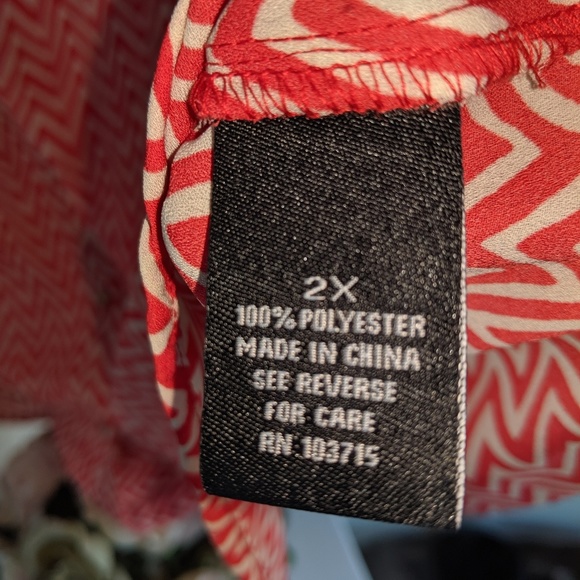 2X
100% POLYESTER
MADE IN CHINA
SEE REVERSE
FOR CARE
RN 103715